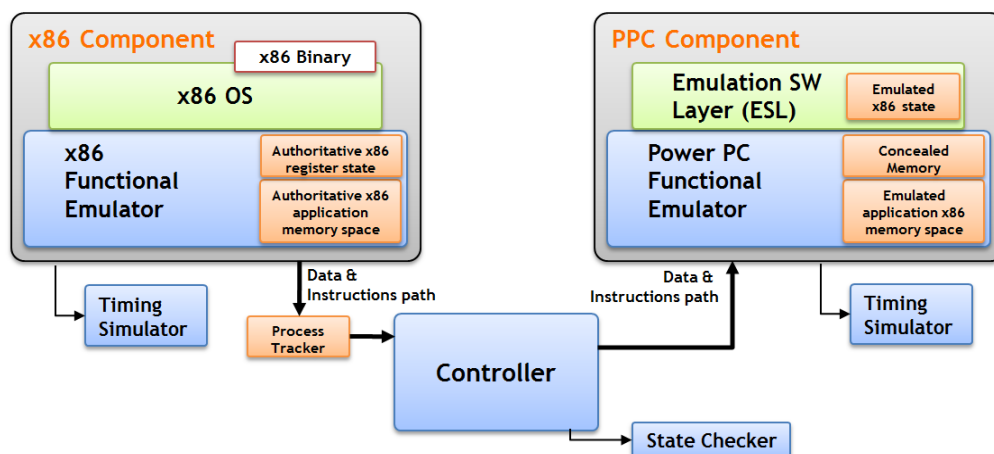 x86 Component
x86 Binary
x86 OS
x86
Functional
Emulator
Authoritative x86
register state
Authoritative x86
application
memory space
PPC Component
Emulation SW
Layer (ESL)
Emulated
x86 state
Power PC
Functional
Emulator
Concealed
Memory
Emulated
application x86
memory space
Timing
Simulator
Data &
Instructions path
Process
Tracker
Controller
Data &
Instructions path
Timing
Simulator
State Checker